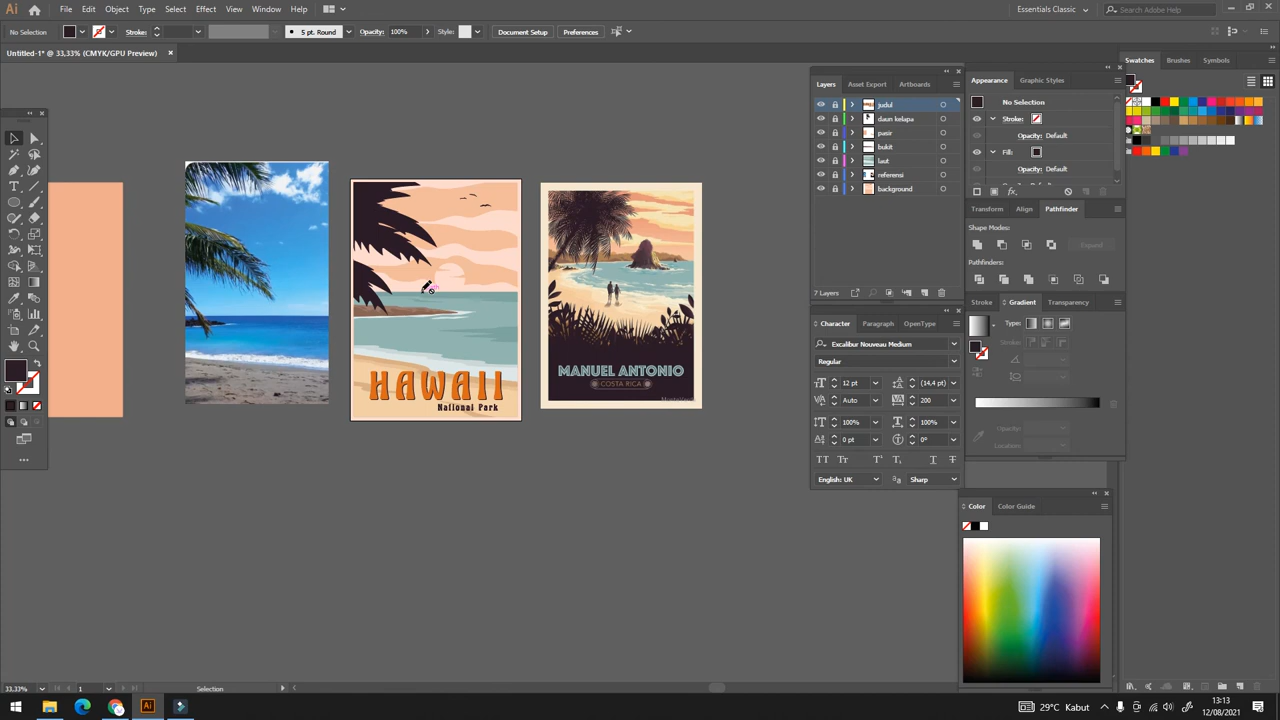 File Edit Object Type Select Effect View Window Help
Essentials Classic
Search Adobe Help
No Selection
Stroke:
5 pt. Round
Opacity: 100%
Style:
Document Setup
Preferences
Untitled-1* @ 33,33% (CMYK/GPU Preview)
HAWAII
National Park
MANUEL ANTONIO
COSTA RICA
Layers Asset Export Artboards
judul
daun kelapa
pasir
bukit
laut
referensi
background
7 Layers
Character Paragraph OpenType
Excalibur Nouveau Medium
Regular
12 pt (14,4 pt)
Auto 200
100% 100%
0 pt 0°
English: UK Sharp
Appearance Graphic Styles
No Selection
Stroke:
Opacity: Default
Fill:
Opacity: Default
Transform Align Pathfinder
Shape Modes:
Expand
Pathfinders:
Stroke Gradient Transparency
Type:
Stroke:
Opacity:
Location:
Color Color Guide
Swatches Brushes Symbols
33,33% 1 Selection
29°C Kabut
13:13
12/08/2021